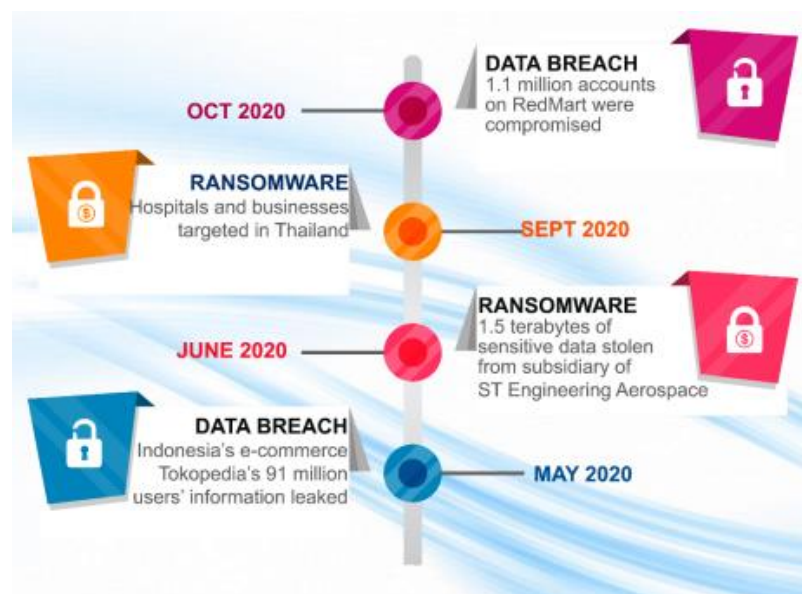 DATA BREACH
1.1 million accounts
on RedMart were
compromised
OCT 2020
RANSOMWARE
Hospitals and businesses
targeted in Thailand
SEPT 2020
RANSOMWARE
1.5 terabytes of
sensitive data stolen
from subsidiary of
ST Engineering Aerospace
JUNE 2020
DATA BREACH
Indonesia's e-commerce
Tokopedia's 91 million
users' information leaked
MAY 2020